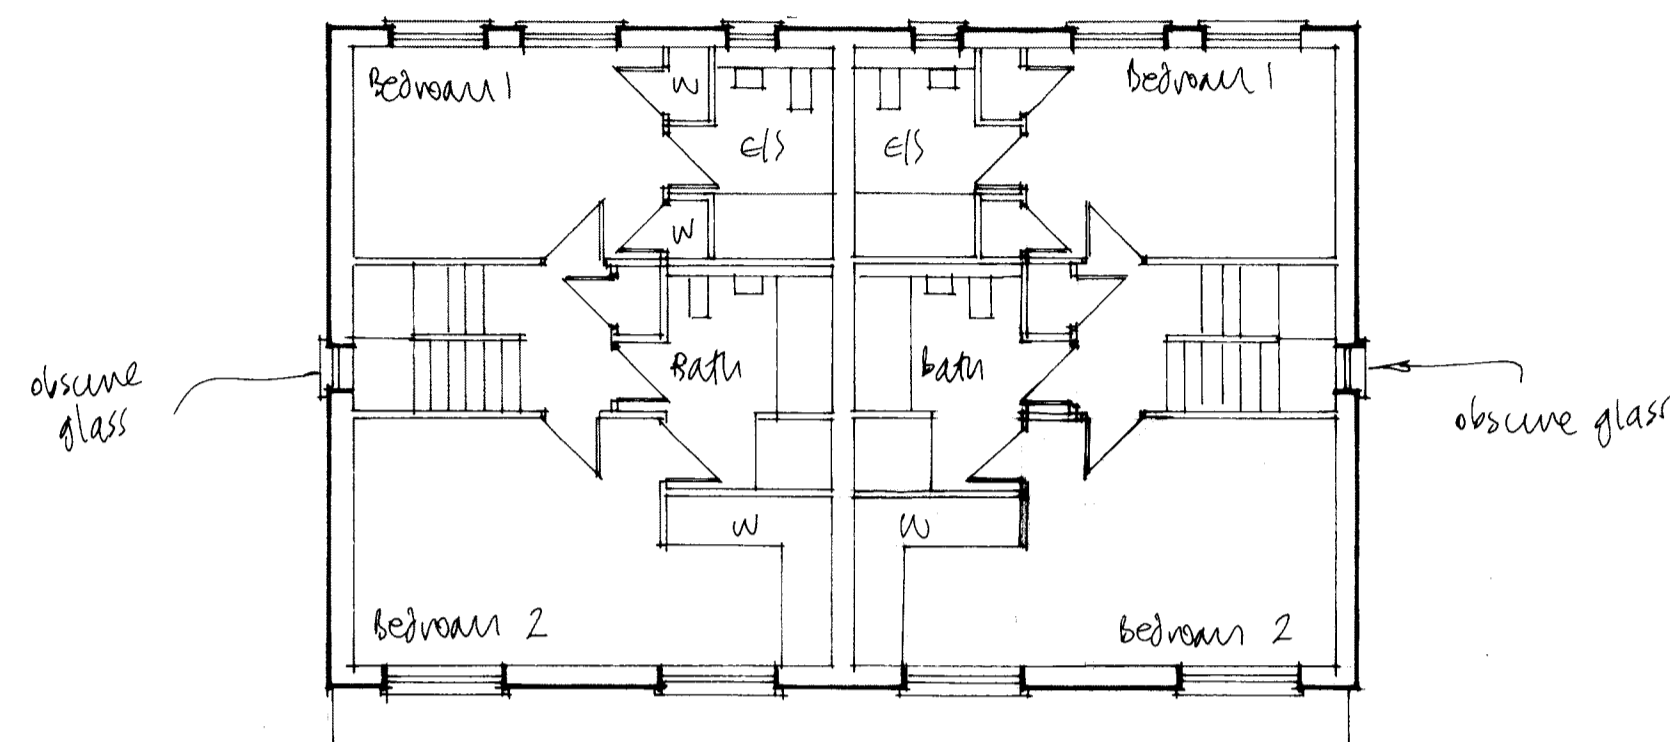 Bedroom 1
W
E/S
W
E/S
Bedroom 1
obscure
glass
Bath
Bath
obscure glass
W
W
Bedroom 2
Bedroom 2